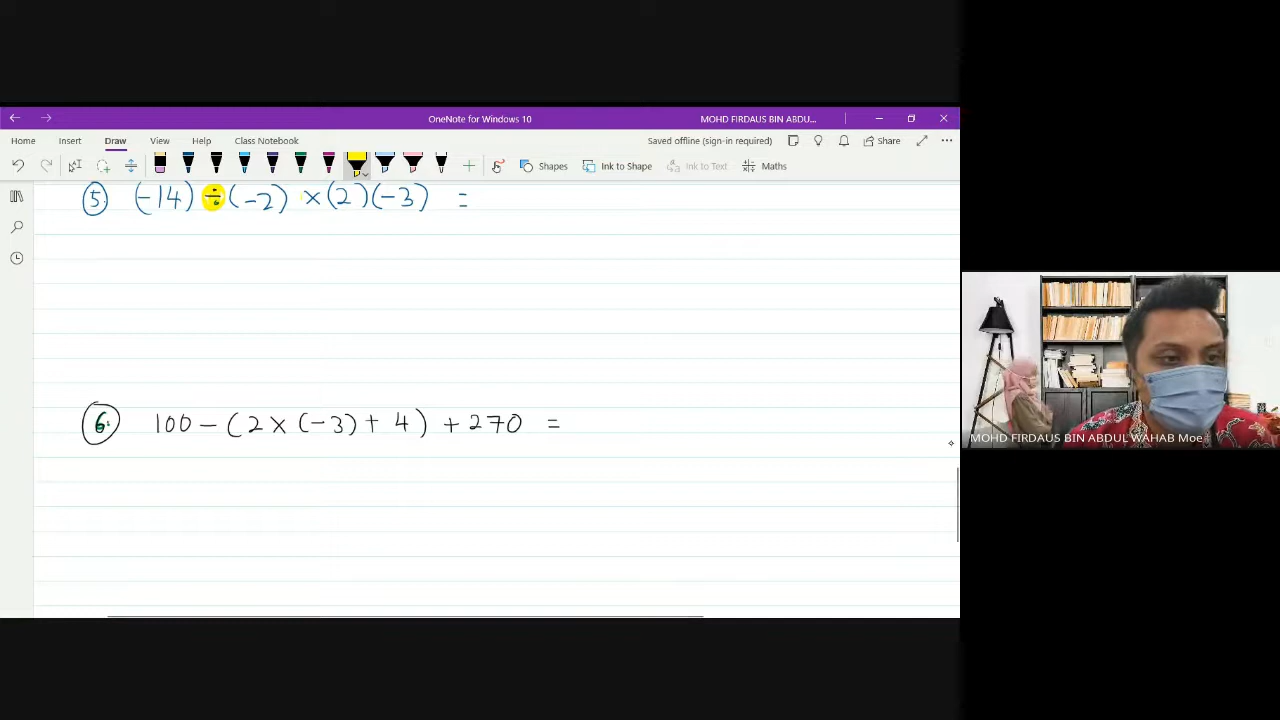 OneNote for Windows 10
MOHD FIRDAUS BIN ABDU...
Home Insert Draw View Help Class Notebook
Saved offline (sign-in required) Share
Shapes Ink to Shape Ink to Text Maths
5. (-14) ÷ (-2) × (2)(-3) =
6. 100 - (2 × (-3) + 4) + 270 =
MOHD FIRDAUS BIN ABDUL WAHAB Moe